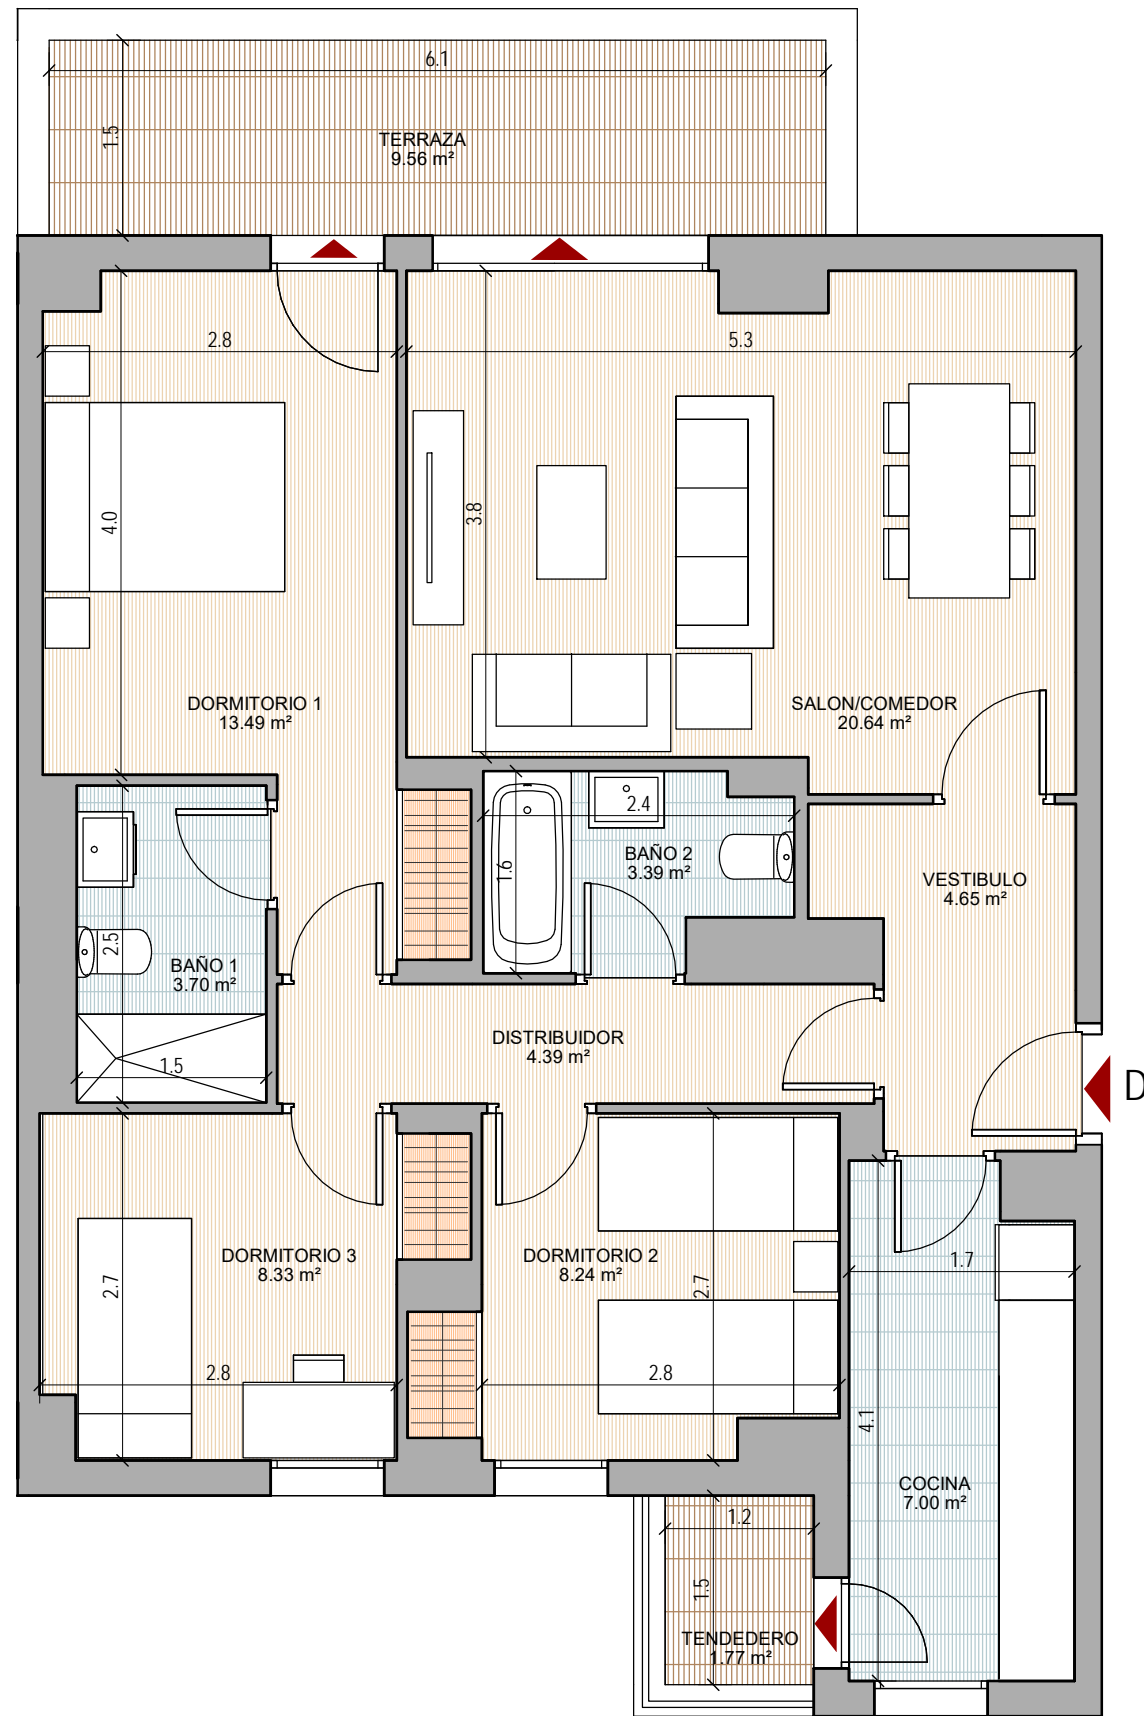 6.1
1.5
TERRAZA
9.56 m²
2.8
5.3
4.0
3.8
DORMITORIO 1
13.49 m²
SALON/COMEDOR
20.64 m²
2.4
1.6
BAÑO 2
3.39 m²
VESTIBULO
4.65 m²
2.5
BAÑO 1
3.70 m²
1.5
DISTRIBUIDOR
4.39 m²
D
DORMITORIO 3
8.33 m²
2.7
2.8
DORMITORIO 2
8.24 m²
2.7
2.8
1.7
4.1
COCINA
7.00 m²
1.2
1.5
TENDEDERO
1.77 m²